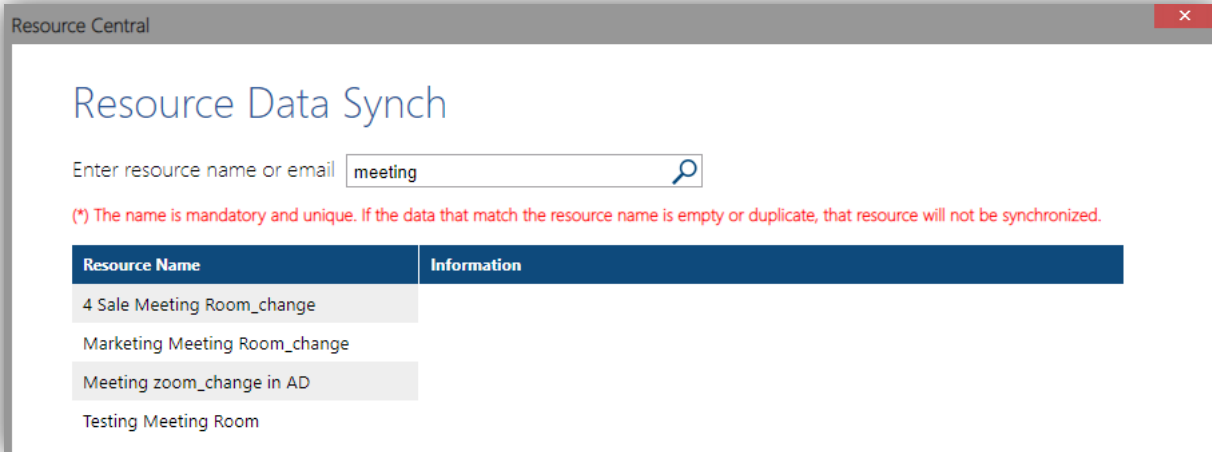 Resource Central
Resource Data Synch
Enter resource name or email meeting
(*) The name is mandatory and unique. If the data that match the resource name is empty or duplicate, that resource will not be synchronized.
Resource Name Information
4 Sale Meeting Room_change
Marketing Meeting Room_change
Meeting zoom_change in AD
Testing Meeting Room